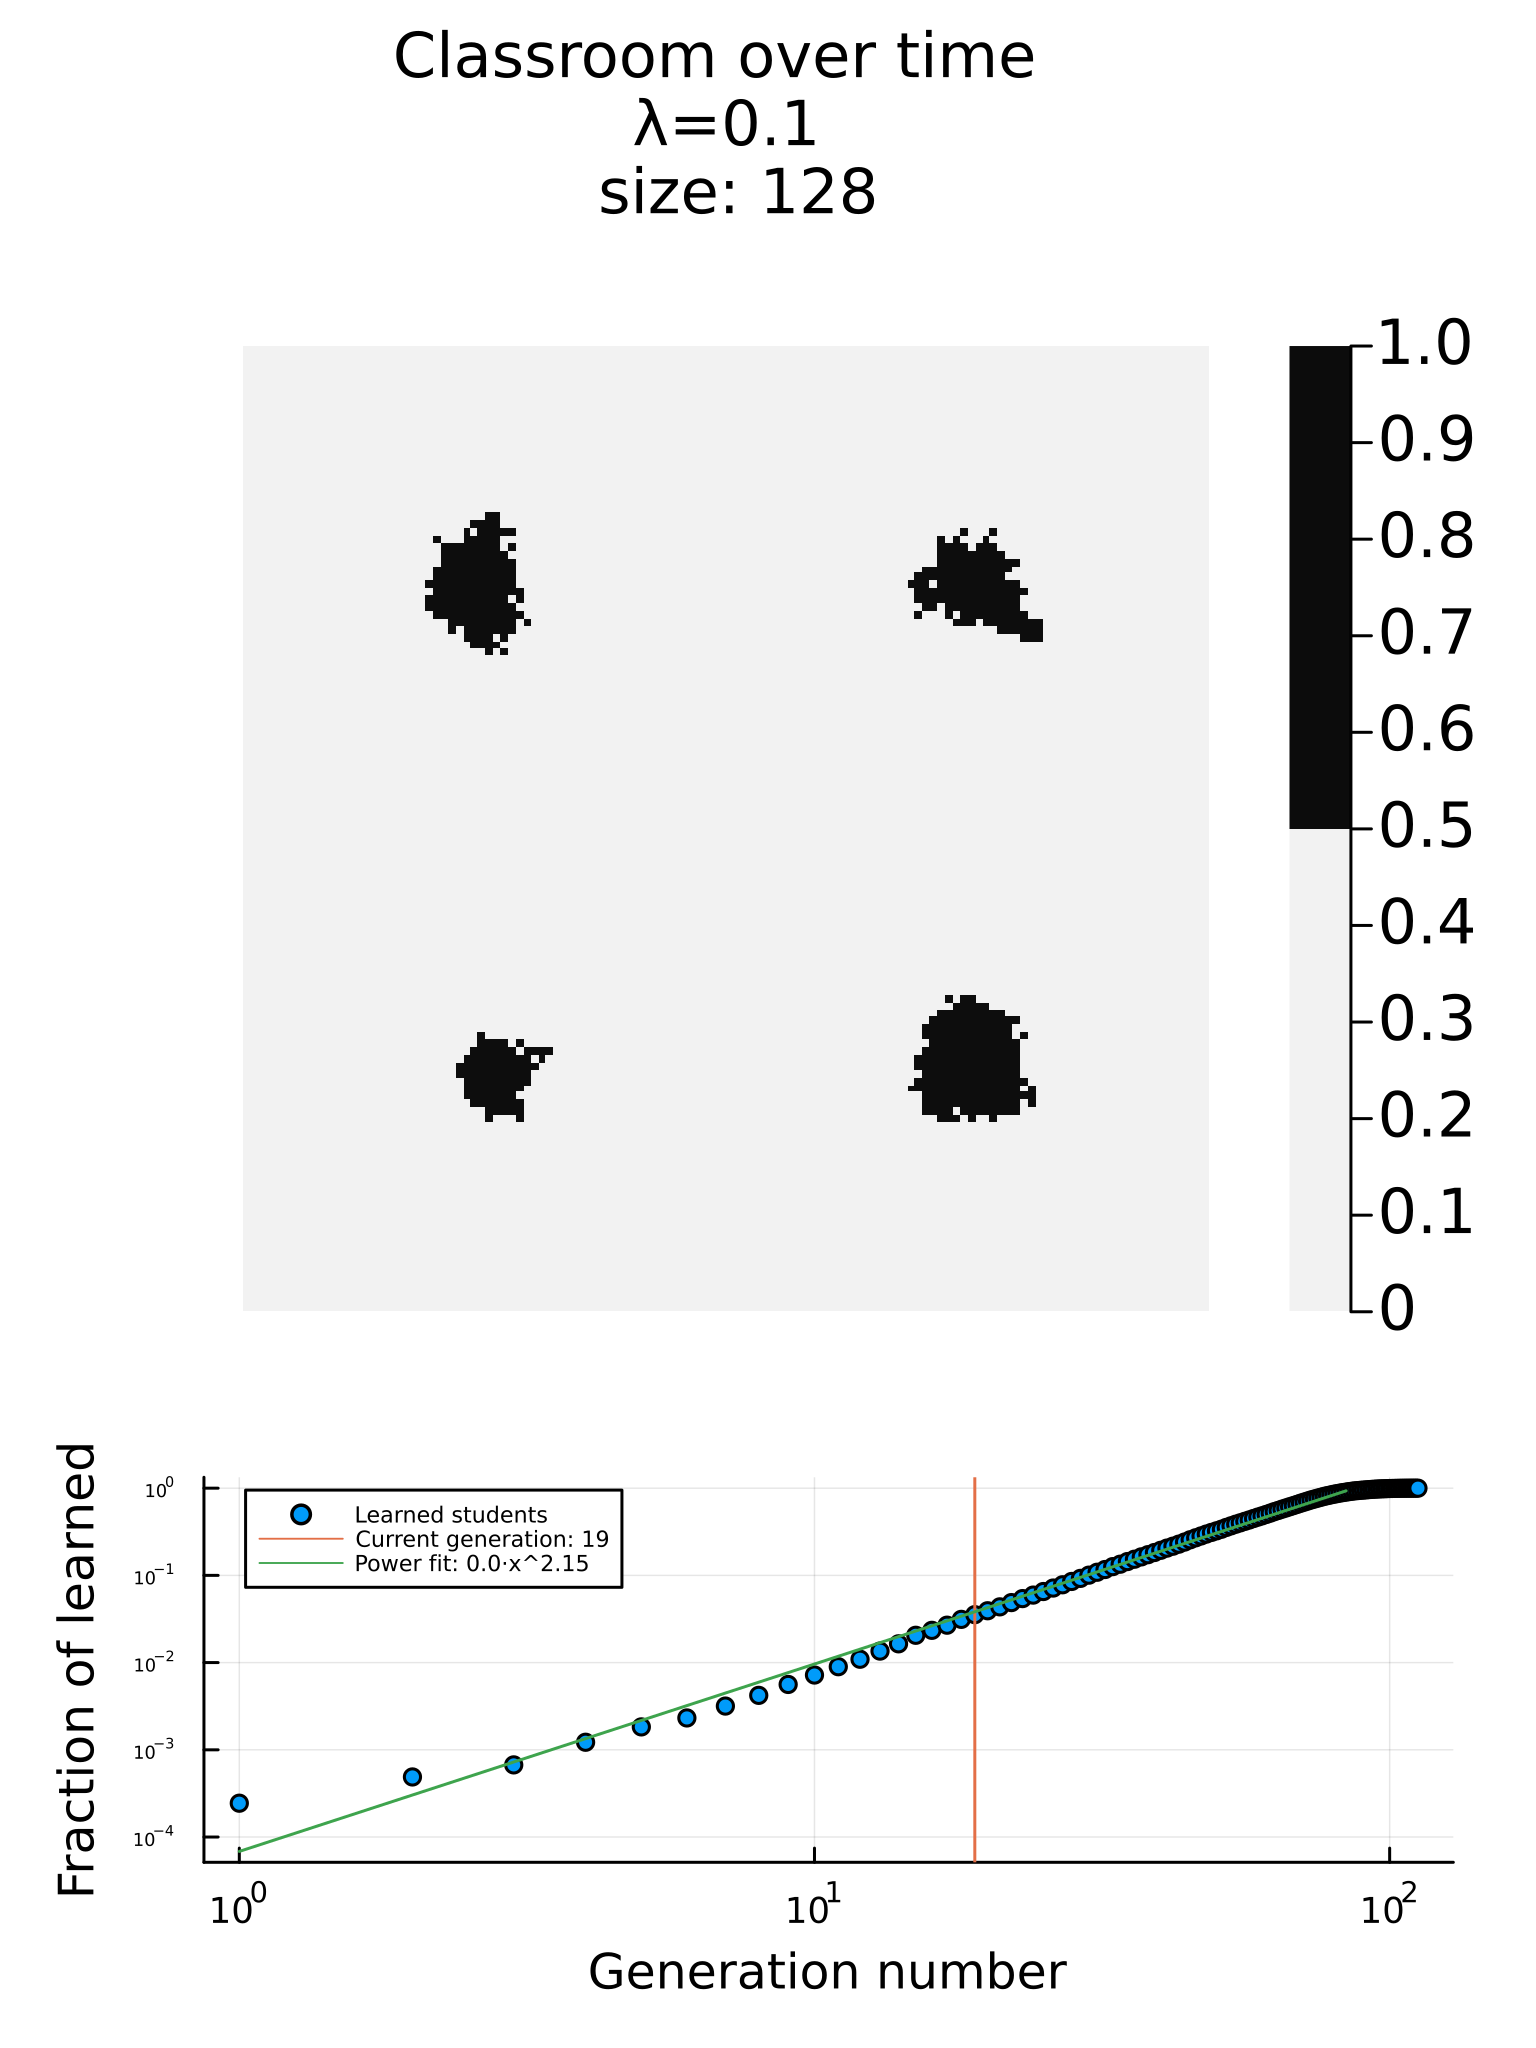 Classroom over time
λ=0.1
size: 128
1.0
0.9
0.8
0.7
0.6
0.5
0.4
0.3
0.2
0.1
0
Fraction of learned
10^0
10^-1
10^-2
10^-3
10^-4
Learned students
Current generation: 19
Power fit: 0.0·x^2.15
10^0 10^1 10^2
Generation number